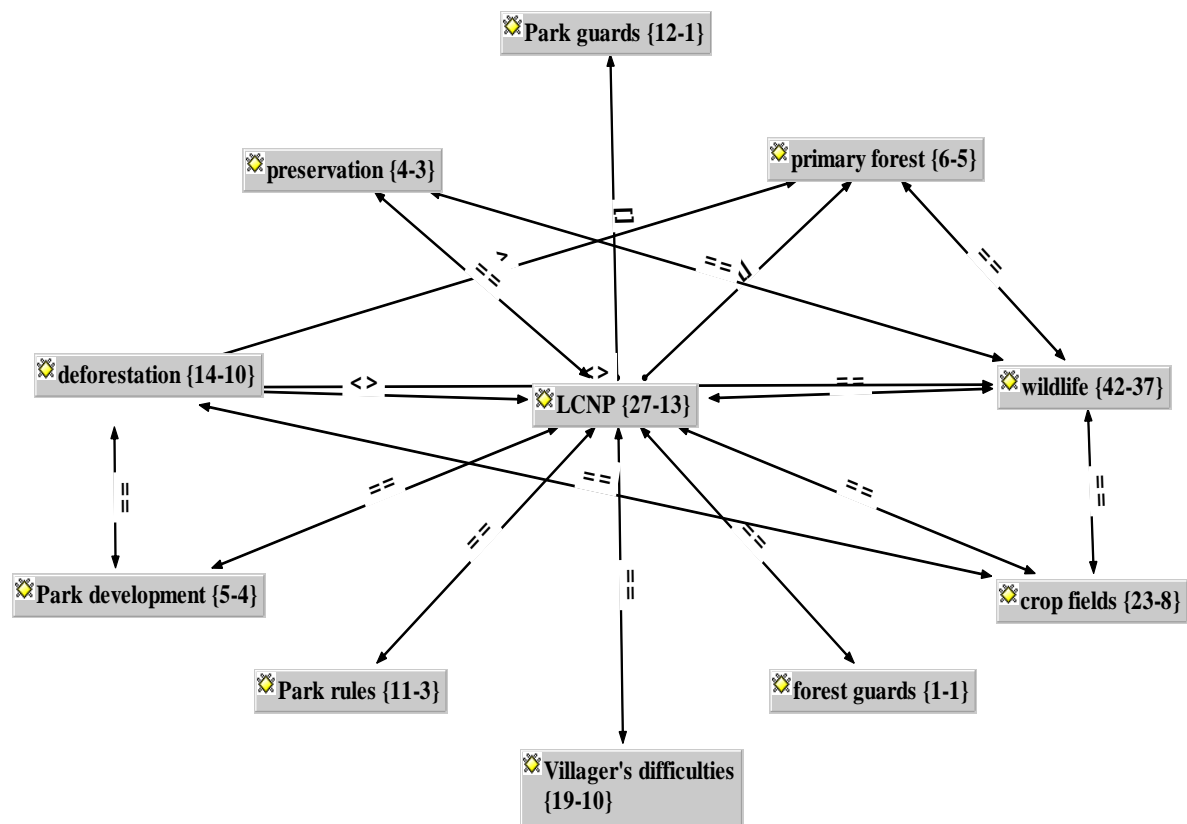 Park guards {12-1}
preservation {4-3}
primary forest {6-5}
[]
>
==
==
==
deforestation {14-10}
<>
<>
LCNP {27-13}
==
wildlife {42-37}
==
==
==
==
==
==
==
==
Park development {5-4}
crop fields {23-8}
Park rules {11-3}
forest guards {1-1}
Villager's difficulties
{19-10}